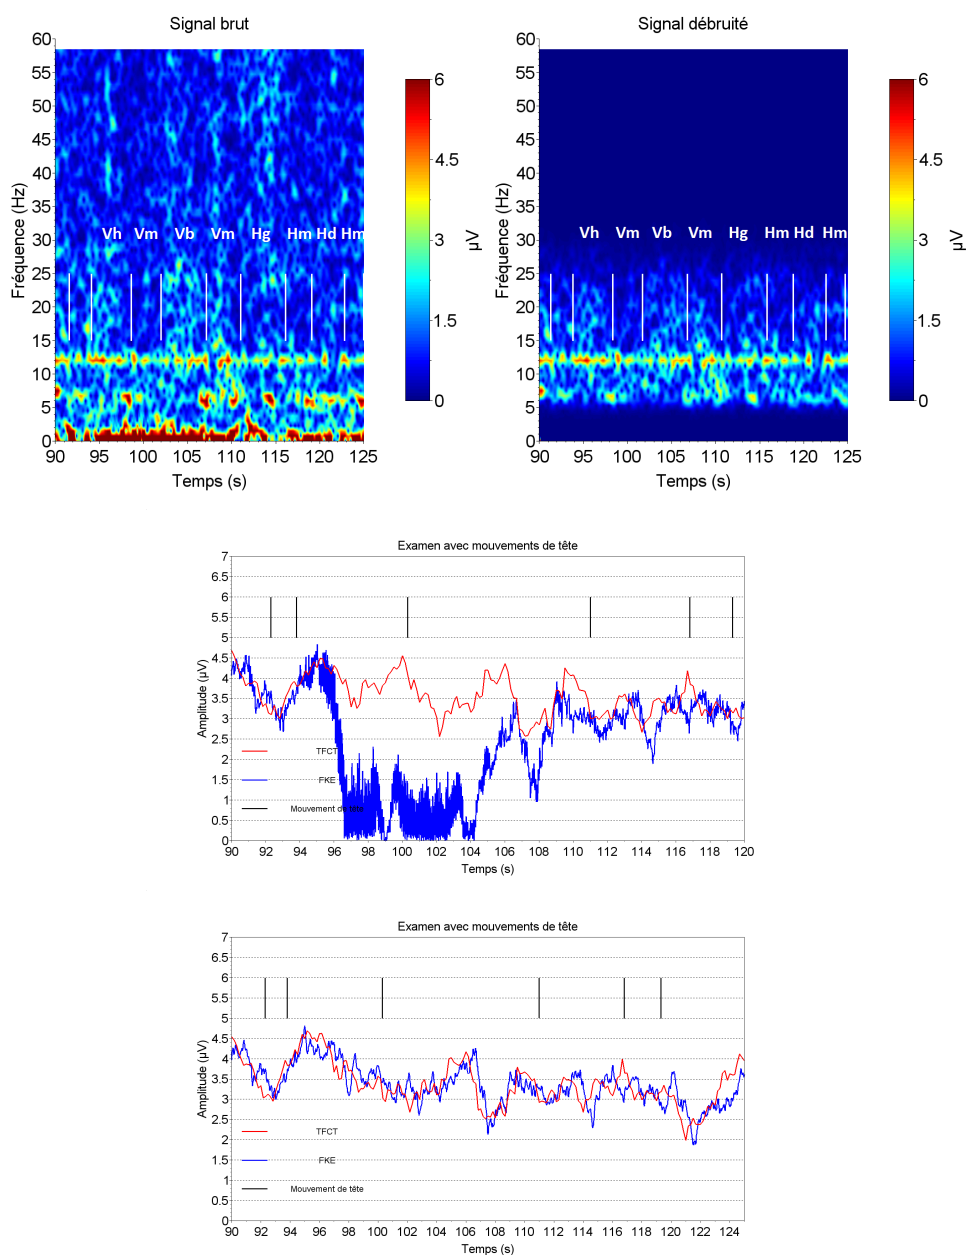 Signal brut
Signal débruité
60
55
50
45
40
35
30
25
20
15
10
5
0
Fréquence (Hz)
Vh Vm Vb Vm Hg Hm Hd Hm
90 95 100 105 110 115 120 125
Temps (s)
6
4.5
3
1.5
0
µV
60
55
50
45
40
35
30
25
20
15
10
5
0
Fréquence (Hz)
Vh Vm Vb Vm Hg Hm Hd Hm
90 95 100 105 110 115 120 125
Temps (s)
6
4.5
3
1.5
0
µV
Examen avec mouvements de tête
7
6.5
6
5.5
5
4.5
4
3.5
3
2.5
2
1.5
1
0.5
0
Amplitude (µV)
TFCT
FKE
Mouvement de tête
90 92 94 96 98 100 102 104 106 108 110 112 114 116 118 120
Temps (s)
Examen avec mouvements de tête
7
6.5
6
5.5
5
4.5
4
3.5
3
2.5
2
1.5
1
0.5
0
Amplitude (µV)
TFCT
FKE
Mouvement de tête
90 92 94 96 98 100 102 104 106 108 110 112 114 116 118 120 122 124
Temps (s)